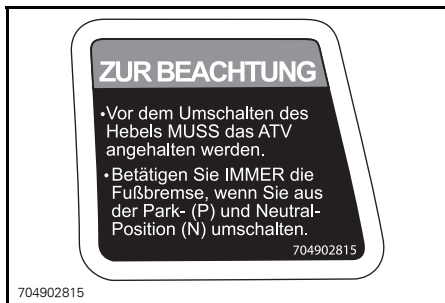 ZUR BEACHTUNG
•Vor dem Umschalten des
Hebels MUSS das ATV
angehalten werden.
•Betätigen Sie IMMER die
Fußbremse, wenn Sie aus
der Park- (P) und Neutral-
Position (N) umschalten.
704902815
704902815